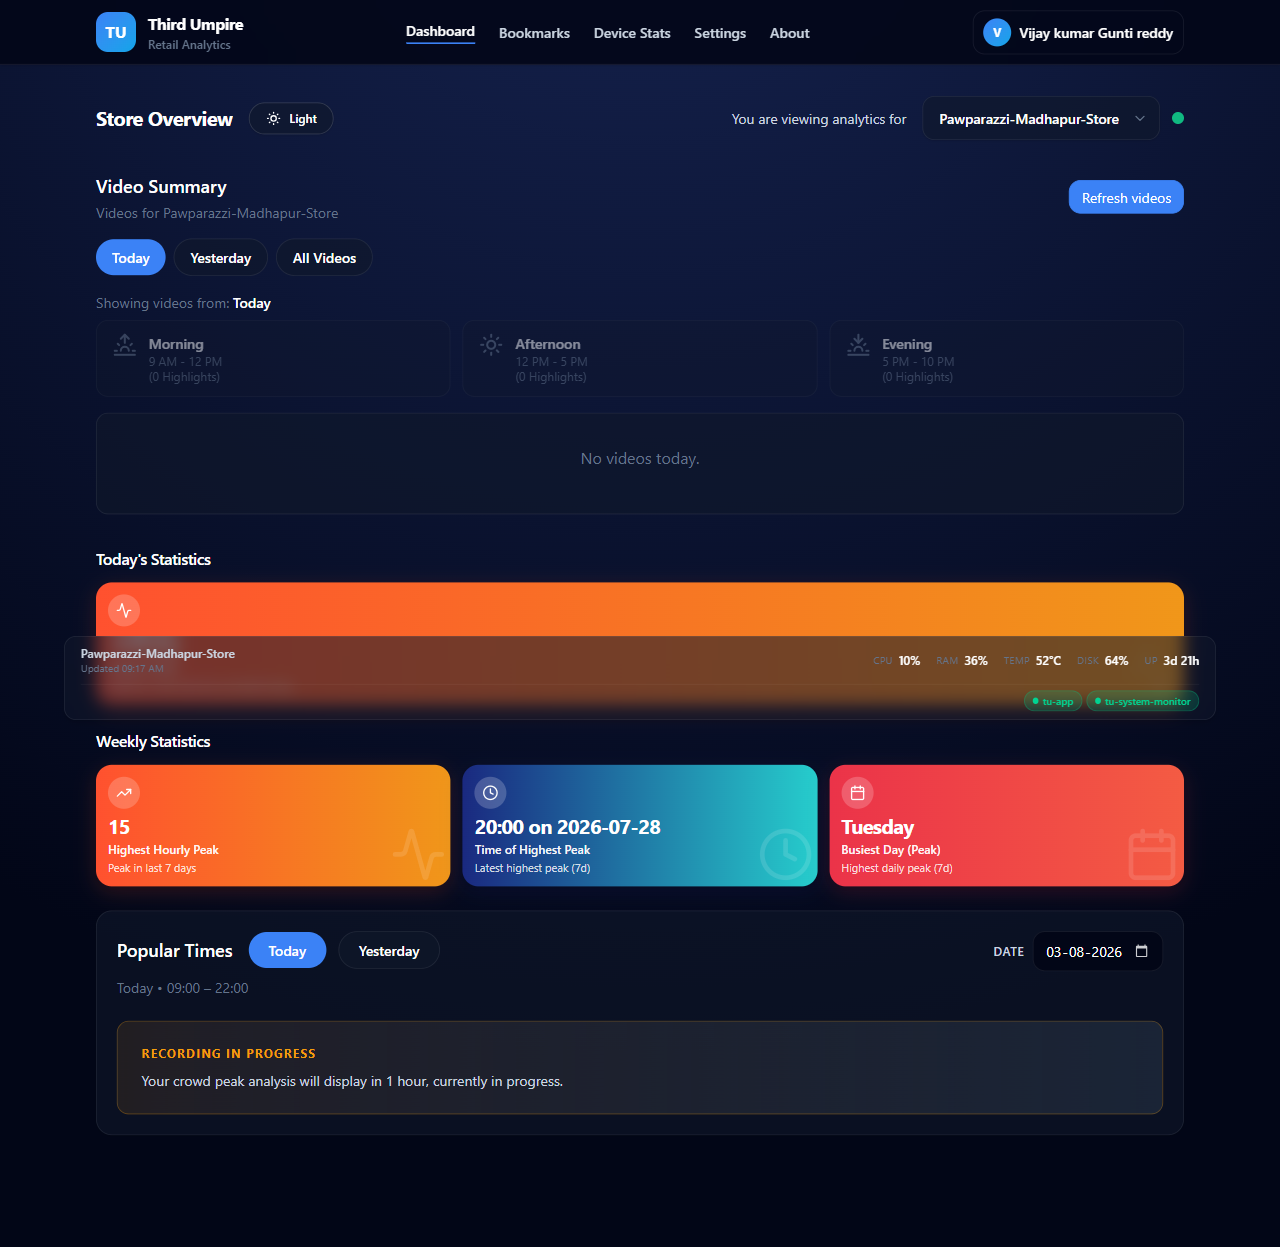 TU
Third Umpire
Retail Analytics
Dashboard
Bookmarks
Device Stats
Settings
About
V
Vijay kumar Gunti reddy
Store Overview
Light
You are viewing analytics for
Pawparazzi-Madhapur-Store
Video Summary
Videos for Pawparazzi-Madhapur-Store
Refresh videos
Today
Yesterday
All Videos
Showing videos from: Today
Morning
9 AM - 12 PM
(0 Highlights)
Afternoon
12 PM - 5 PM
(0 Highlights)
Evening
5 PM - 10 PM
(0 Highlights)
No videos today.
Today's Statistics
Pawparazzi-Madhapur-Store
Updated 09:17 AM
CPU 10%
RAM 36%
TEMP 52°C
DISK 64%
UP 3d 21h
tu-app
tu-system-monitor
Weekly Statistics
15
Highest Hourly Peak
Peak in last 7 days
20:00 on 2026-07-28
Time of Highest Peak
Latest highest peak (7d)
Tuesday
Busiest Day (Peak)
Highest daily peak (7d)
Popular Times
Today
Yesterday
DATE
03-08-2026
Today • 09:00 – 22:00
RECORDING IN PROGRESS
Your crowd peak analysis will display in 1 hour, currently in progress.